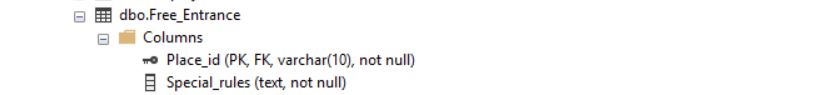 dbo.Free_Entrance
Columns
Place_id (PK, FK, varchar(10), not null)
Special_rules (text, not null)